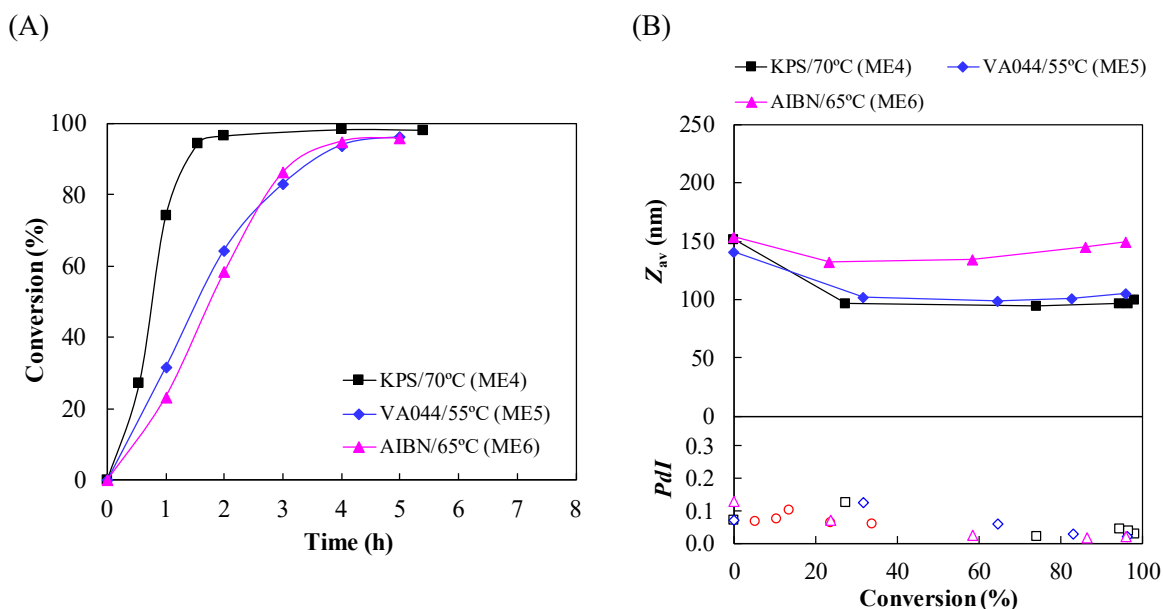 (A)
(B)
KPS/70ºC (ME4)
VA044/55ºC (ME5)
AIBN/65ºC (ME6)
100
80
60
40
20
0
Conversion (%)
KPS/70ºC (ME4)
VA044/55ºC (ME5)
AIBN/65ºC (ME6)
0 1 2 3 4 5 6 7 8
Time (h)
250
200
150
100
50
0
Zav (nm)
0.3
0.2
0.1
0.0
PdI
0 20 40 60 80 100
Conversion (%)